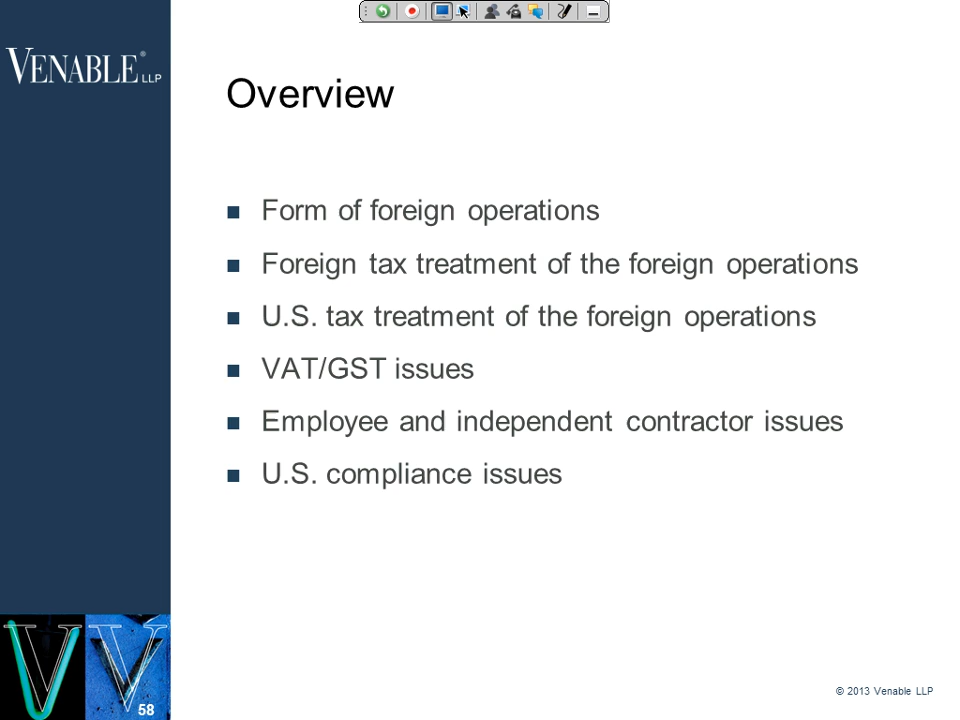 VENABLE® LLP
Overview
Form of foreign operations
Foreign tax treatment of the foreign operations
U.S. tax treatment of the foreign operations
VAT/GST issues
Employee and independent contractor issues
U.S. compliance issues
© 2013 Venable LLP
V V
58